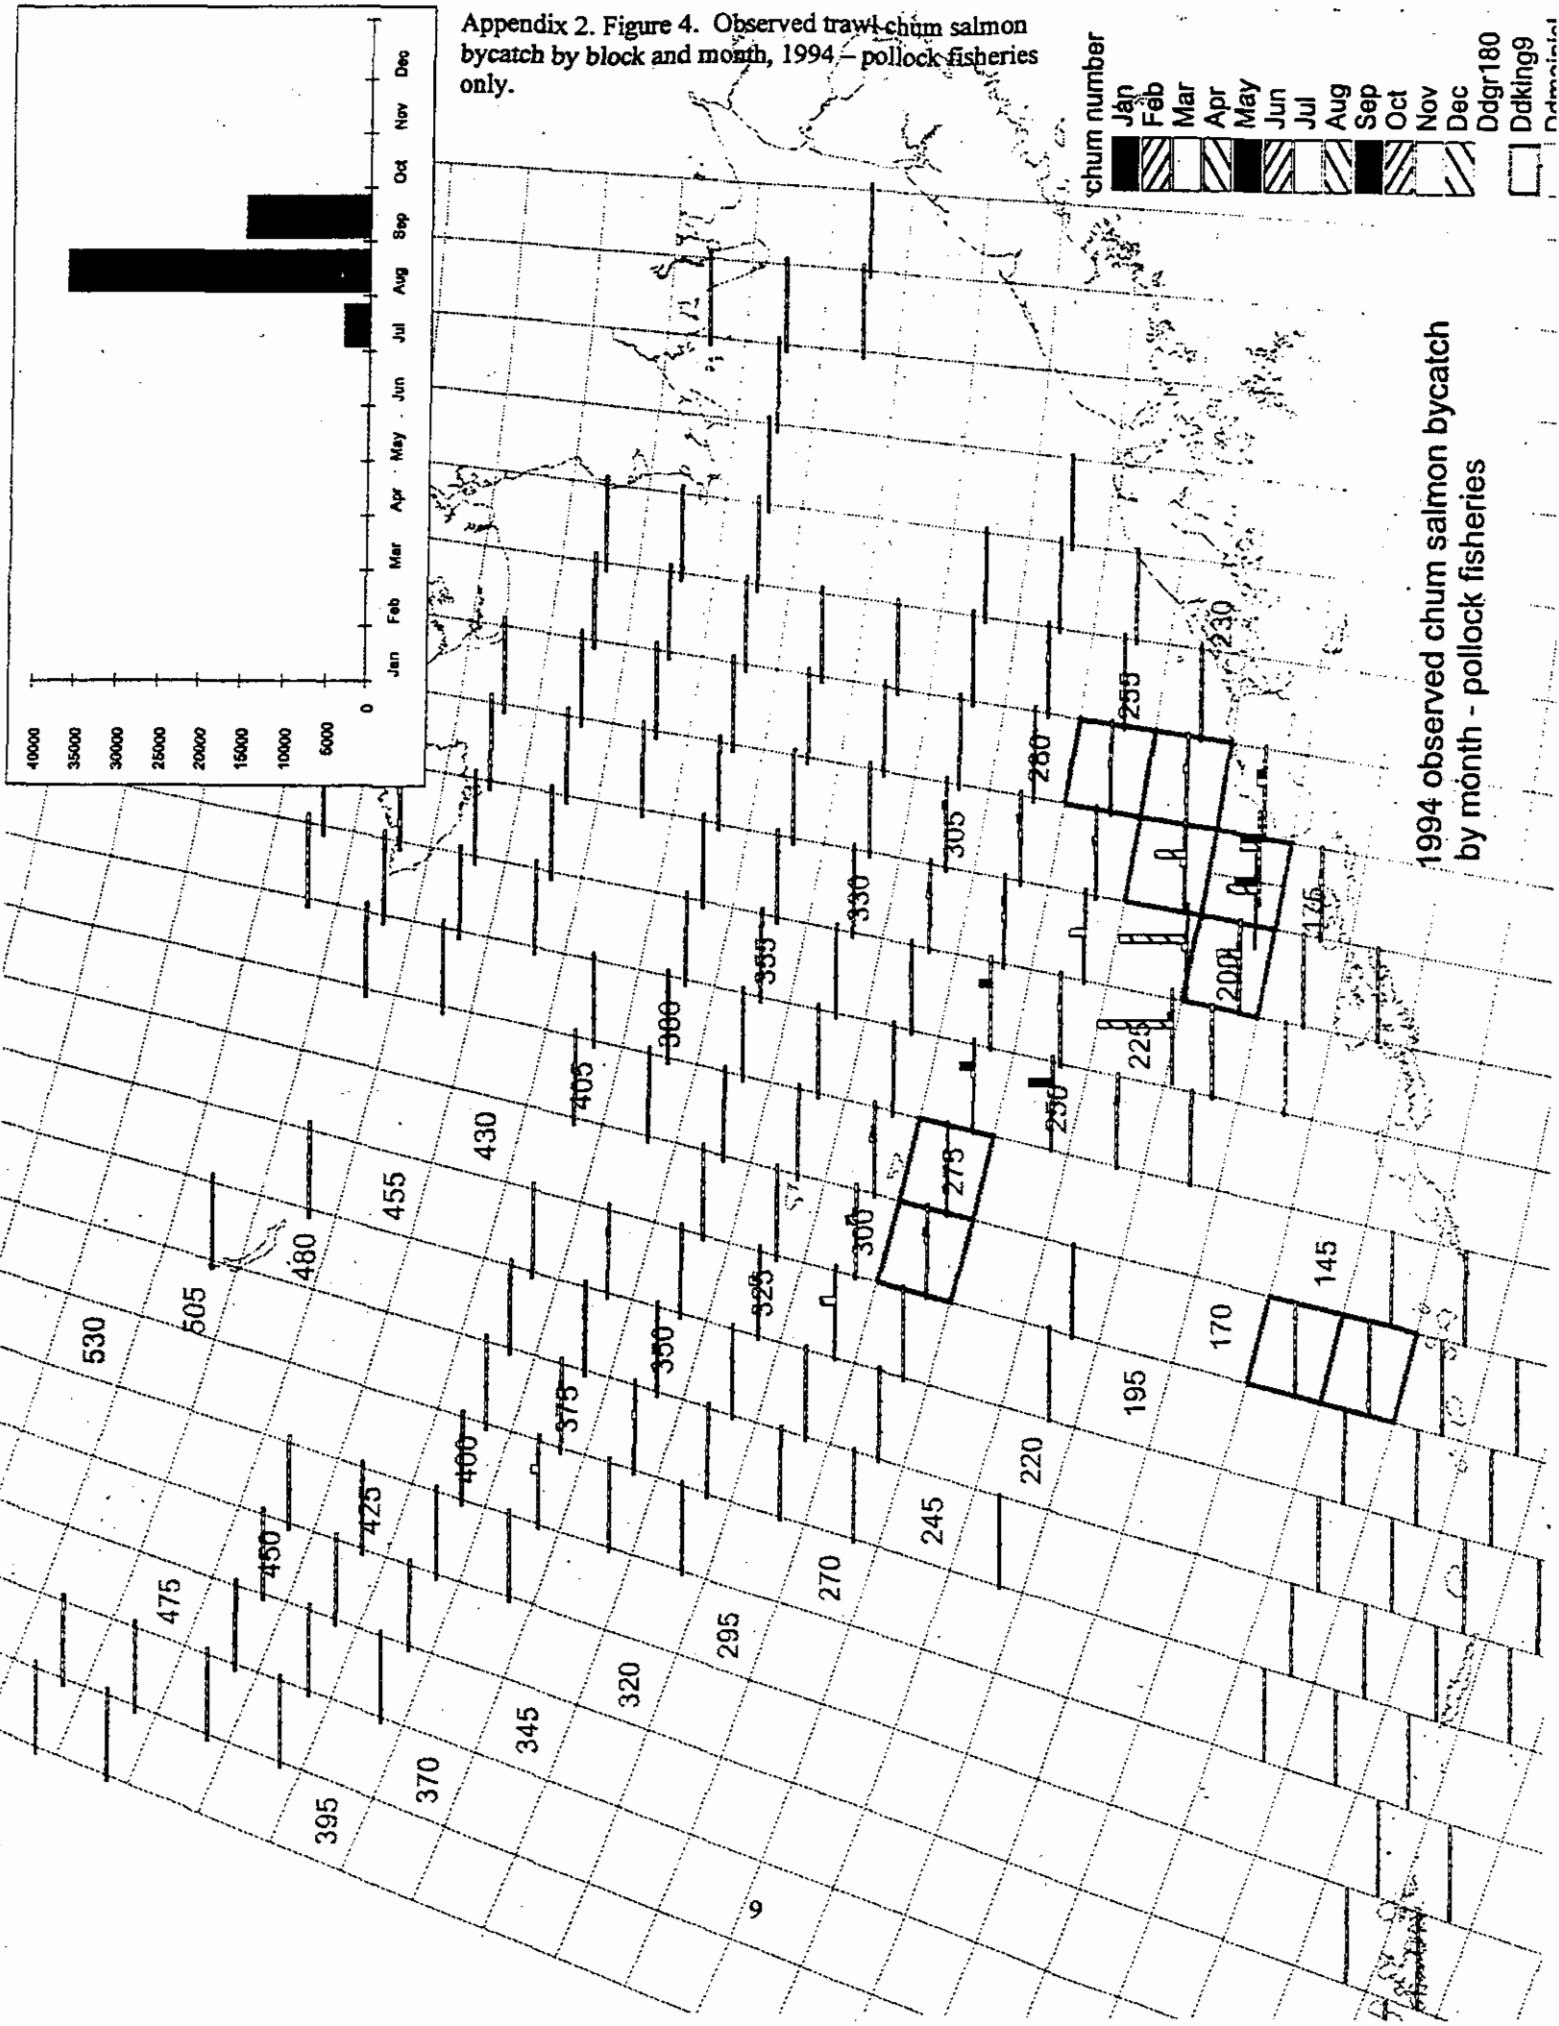 Appendix 2. Figure 4. Observed trawl chum salmon
bycatch by block and month, 1994 – pollock fisheries
only.
40000
35000
30000
25000
20000
15000
10000
5000
0
Jan
Feb
Mar
Apr
May
Jun
Jul
Aug
Sep
Oct
Nov
Dec
chum number
Jan
Feb
Mar
Apr
May
Jun
Jul
Aug
Sep
Oct
Nov
Dec
Ddgr180
Ddking9
1994 observed chum salmon bycatch
by month - pollock fisheries
530
505
480
455
430
405
380
355
330
305
280
255
230
475
450
425
400
375
350
325
300
275
250
225
200
175
395
370
345
320
295
270
245
220
195
170
145
9